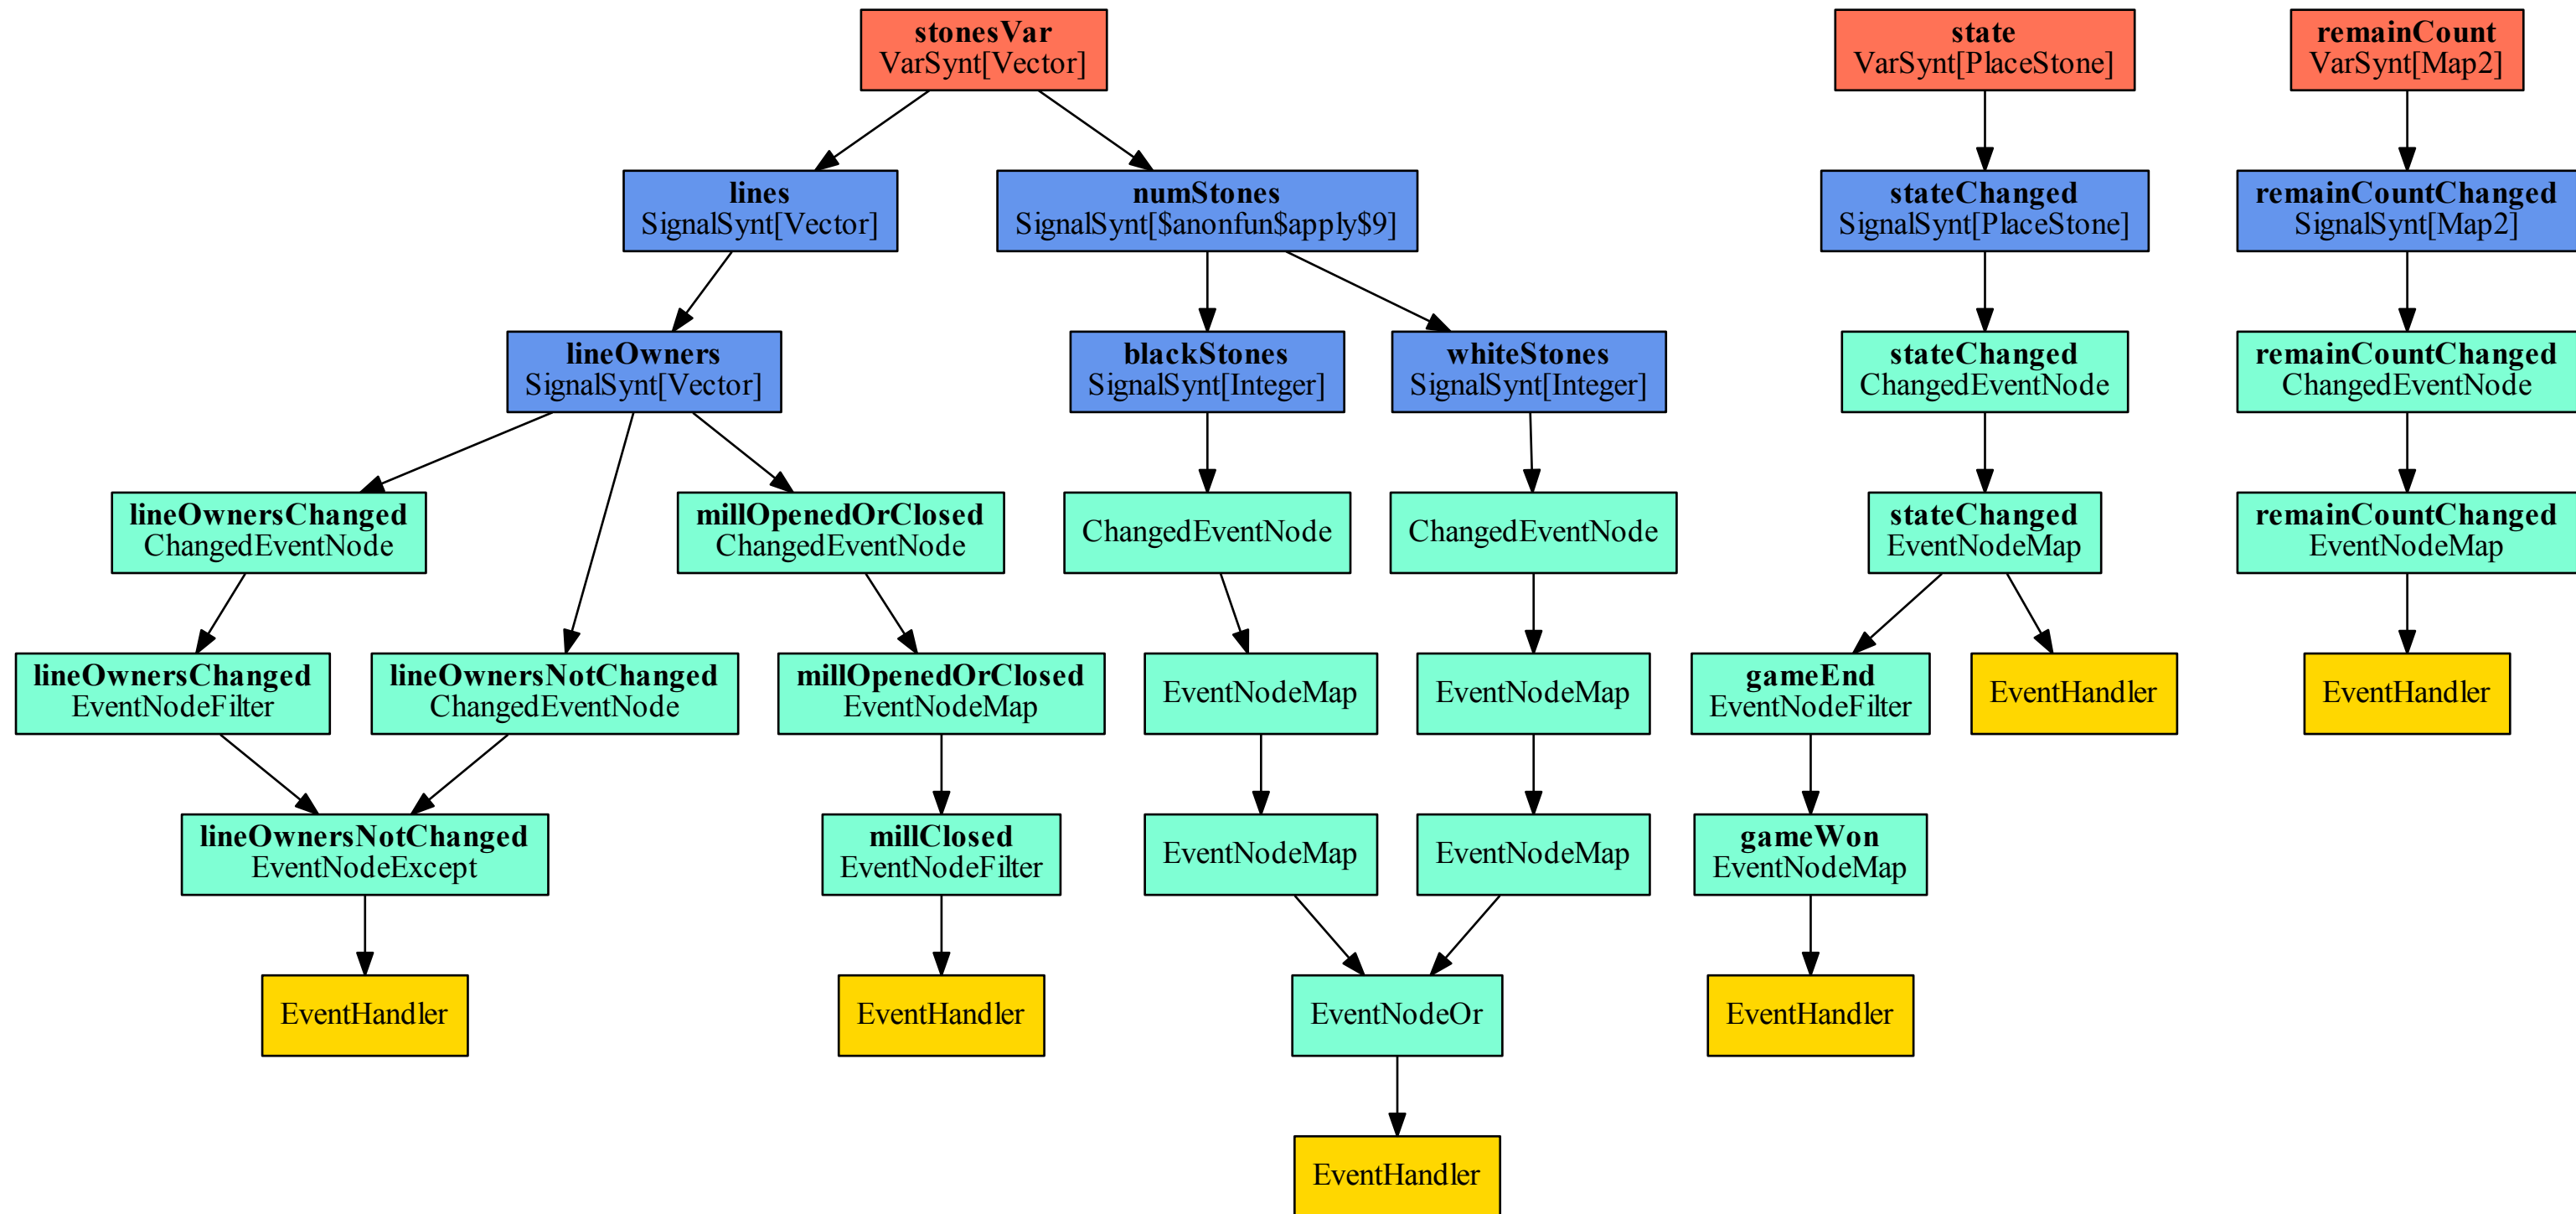 stonesVar
VarSynt[Vector]
state
VarSynt[PlaceStone]
remainCount
VarSynt[Map2]
lines
SignalSynt[Vector]
numStones
SignalSynt[$anonfun$apply$9]
stateChanged
SignalSynt[PlaceStone]
remainCountChanged
SignalSynt[Map2]
lineOwners
SignalSynt[Vector]
blackStones
SignalSynt[Integer]
whiteStones
SignalSynt[Integer]
stateChanged
ChangedEventNode
remainCountChanged
ChangedEventNode
lineOwnersChanged
ChangedEventNode
millOpenedOrClosed
ChangedEventNode
ChangedEventNode
ChangedEventNode
stateChanged
EventNodeMap
remainCountChanged
EventNodeMap
lineOwnersChanged
EventNodeFilter
lineOwnersNotChanged
ChangedEventNode
millOpenedOrClosed
EventNodeMap
EventNodeMap
EventNodeMap
gameEnd
EventNodeFilter
EventHandler
EventHandler
lineOwnersNotChanged
EventNodeExcept
millClosed
EventNodeFilter
EventNodeMap
EventNodeMap
gameWon
EventNodeMap
EventHandler
EventHandler
EventNodeOr
EventHandler
EventHandler